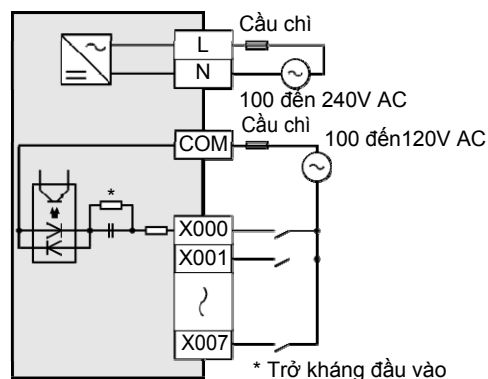 Cầu chì
L
N
100 đến 240V AC
Cầu chì
COM
100 đến120V AC
*
X000
X001
X007
* Trở kháng đầu vào